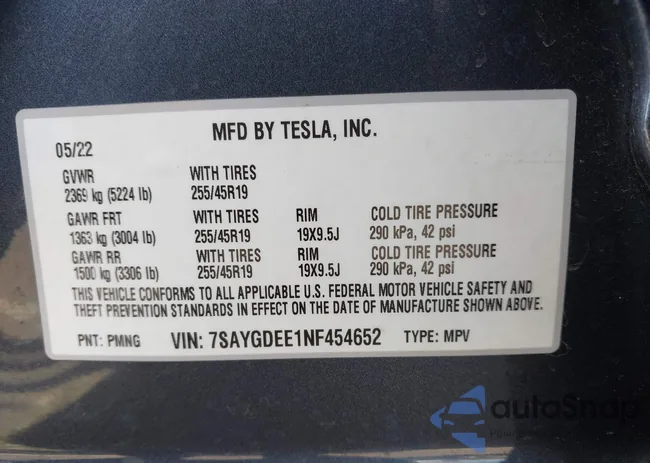 MFD BY TESLA, INC.
05/22
GVWR WITH TIRES
2369 kg (5224 lb) 255/45R19
GAWR FRT WITH TIRES RIM COLD TIRE PRESSURE
1363 kg (3004 lb) 255/45R19 19X9.5J 290 kPa, 42 psi
GAWR RR WITH TIRES RIM COLD TIRE PRESSURE
1500 kg (3306 lb) 255/45R19 19X9.5J 290 kPa, 42 psi
THIS VEHICLE CONFORMS TO ALL APPLICABLE U.S. FEDERAL MOTOR VEHICLE SAFETY AND
THEFT PREVENTION STANDARDS IN EFFECT ON THE DATE OF MANUFACTURE SHOWN ABOVE.
PNT: PMNG VIN: 7SAYGDEE1NF454652 TYPE: MPV
autoSnap